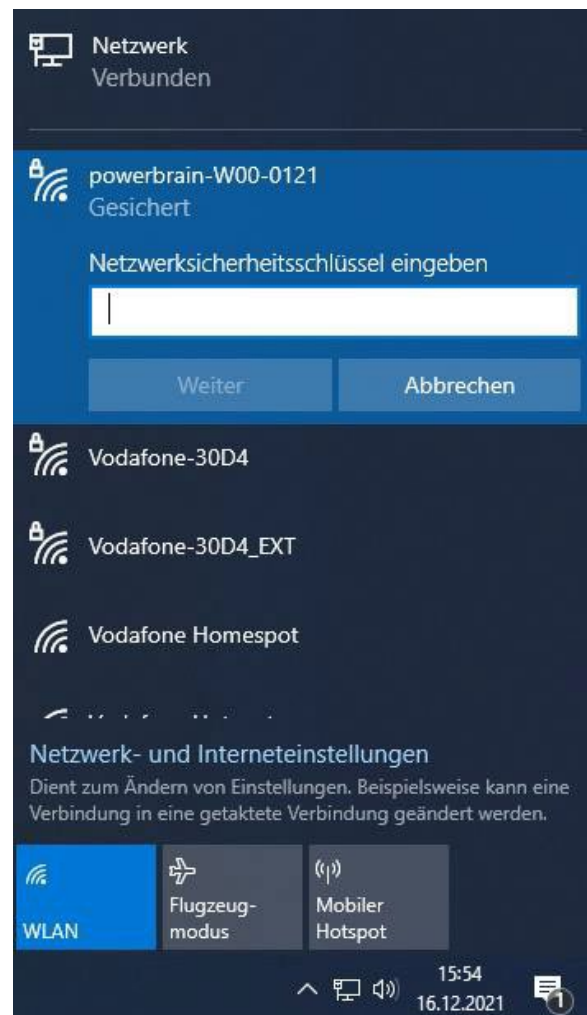 Netzwerk
Verbunden
powerbrain-W00-0121
Gesichert
Netzwerksicherheitsschlüssel eingeben
Weiter
Abbrechen
Vodafone-30D4
Vodafone-30D4_EXT
Vodafone Homespot
Netzwerk- und Interneteinstellungen
Dient zum Ändern von Einstellungen. Beispielsweise kann eine
Verbindung in eine getaktete Verbindung geändert werden.
WLAN
Flugzeug-
modus
Mobiler
Hotspot
15:54
16.12.2021
1